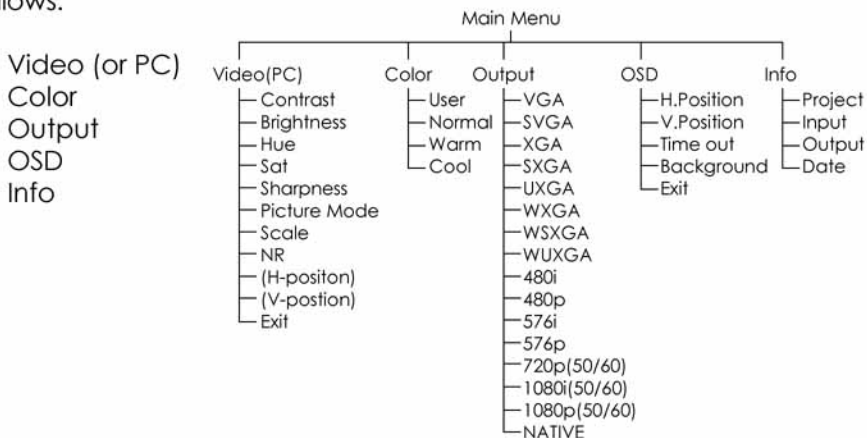 llows:
Video (or PC)
Color
Output
OSD
Info
Main Menu
Video(PC)
Contrast
Brightness
Hue
Sat
Sharpness
Picture Mode
Scale
NR
(H-positon)
(V-postion)
Exit
Color
User
Normal
Warm
Cool
Output
VGA
SVGA
XGA
SXGA
UXGA
WXGA
WSXGA
WUXGA
480i
480p
576i
576p
720p(50/60)
1080i(50/60)
1080p(50/60)
NATIVE
OSD
H.Position
V.Position
Time out
Background
Exit
Info
Project
Input
Output
Date